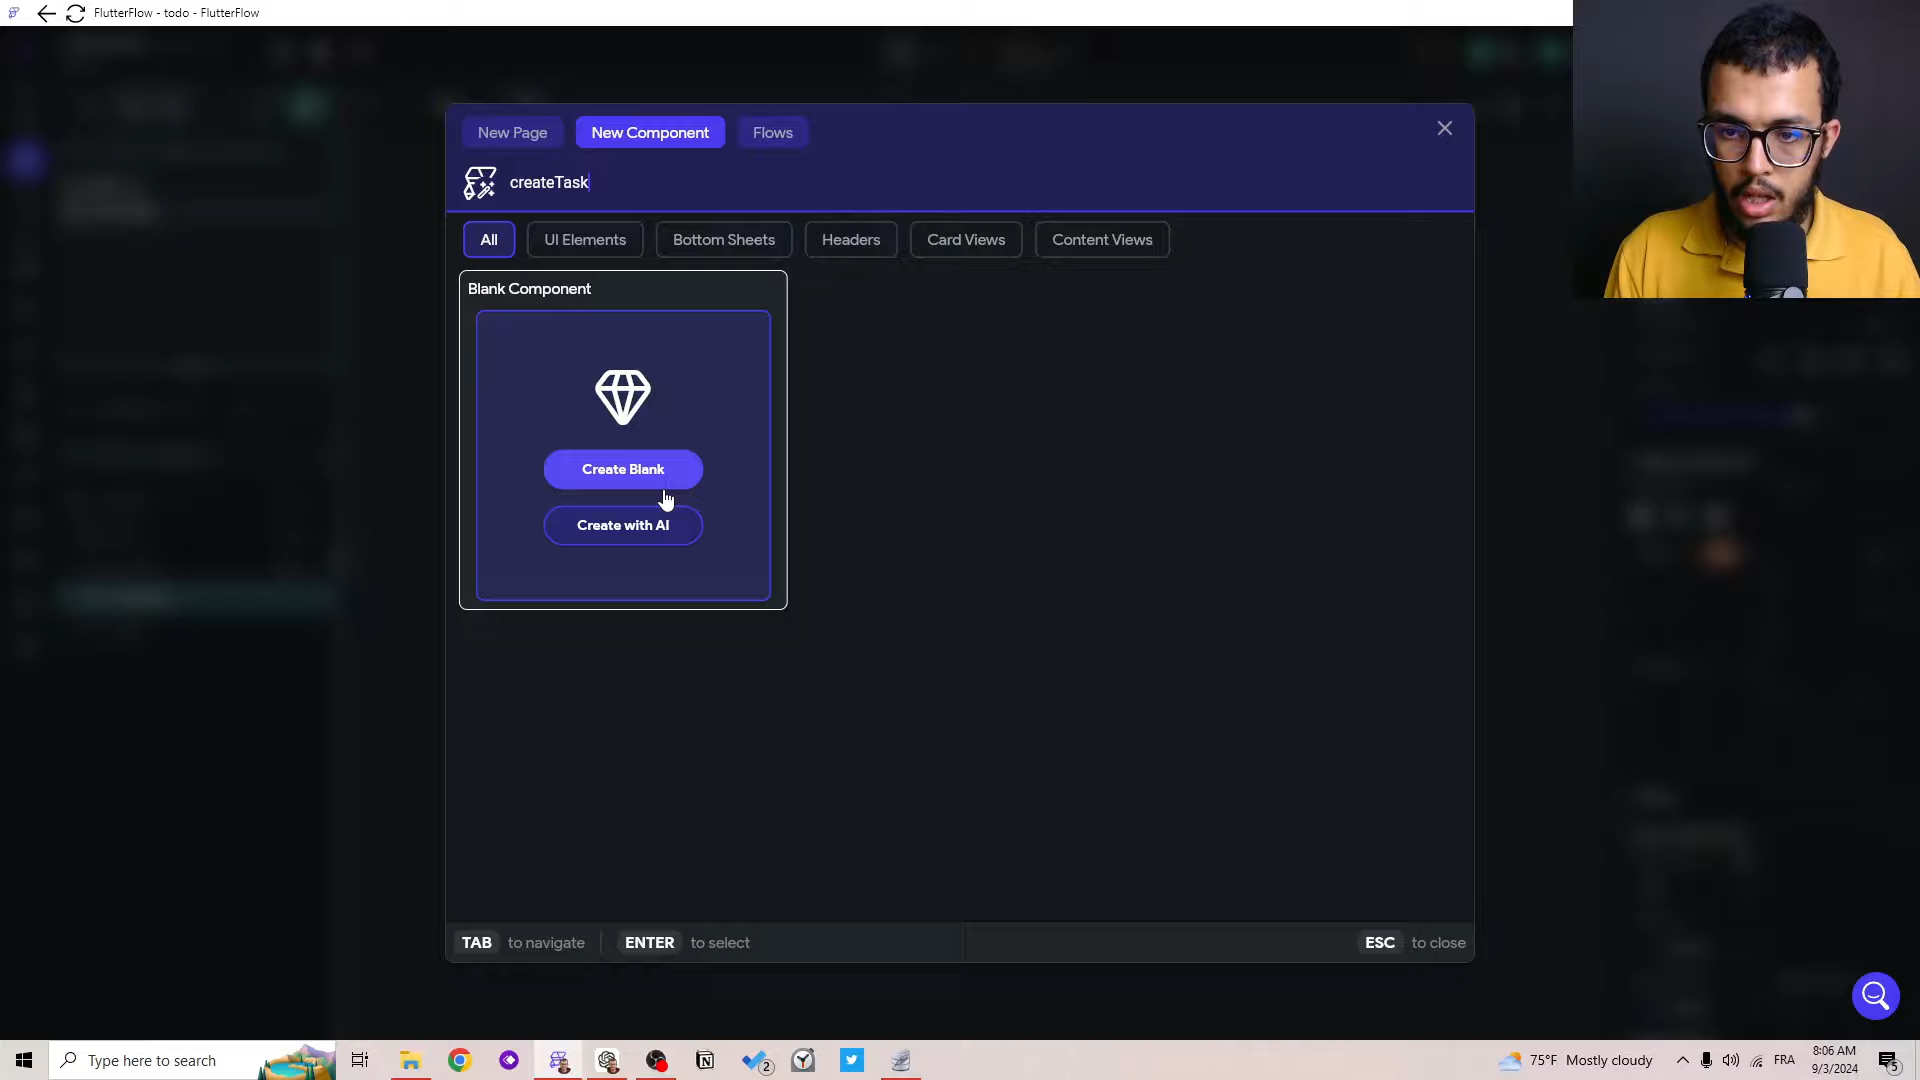 FlutterFlow - todo - FlutterFlow
New Page
New Component
Flows
createTask
All
UI Elements
Bottom Sheets
Headers
Card Views
Content Views
Blank Component
Create Blank
Create with AI
TAB to navigate
ENTER to select
ESC to close
Type here to search
2
75°F Mostly cloudy
FRA
8:06 AM
9/3/2024
5